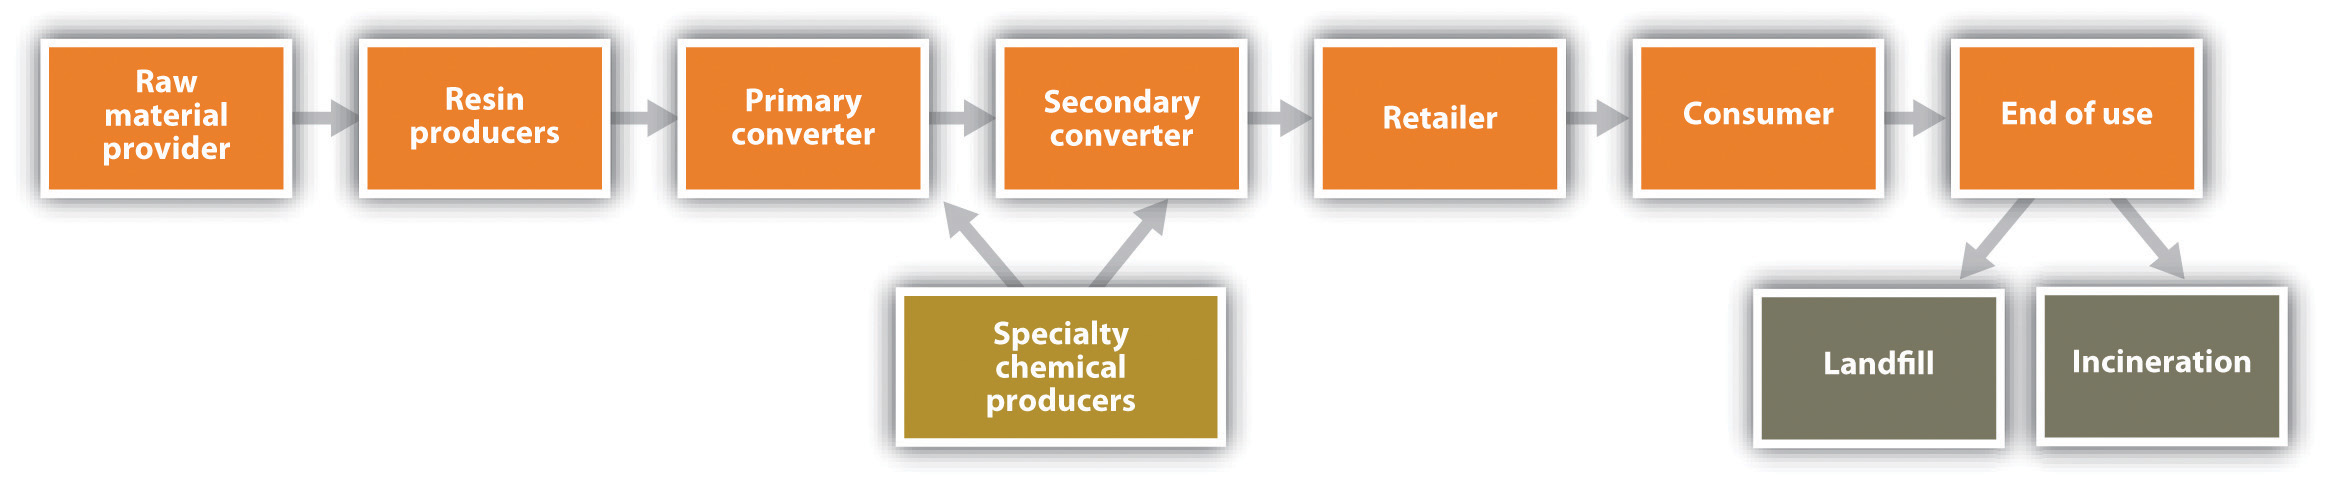 Raw
material
provider
Resin
producers
Primary
converter
Secondary
converter
Retailer
Consumer
End of use
Specialty
chemical
producers
Landfill
Incineration